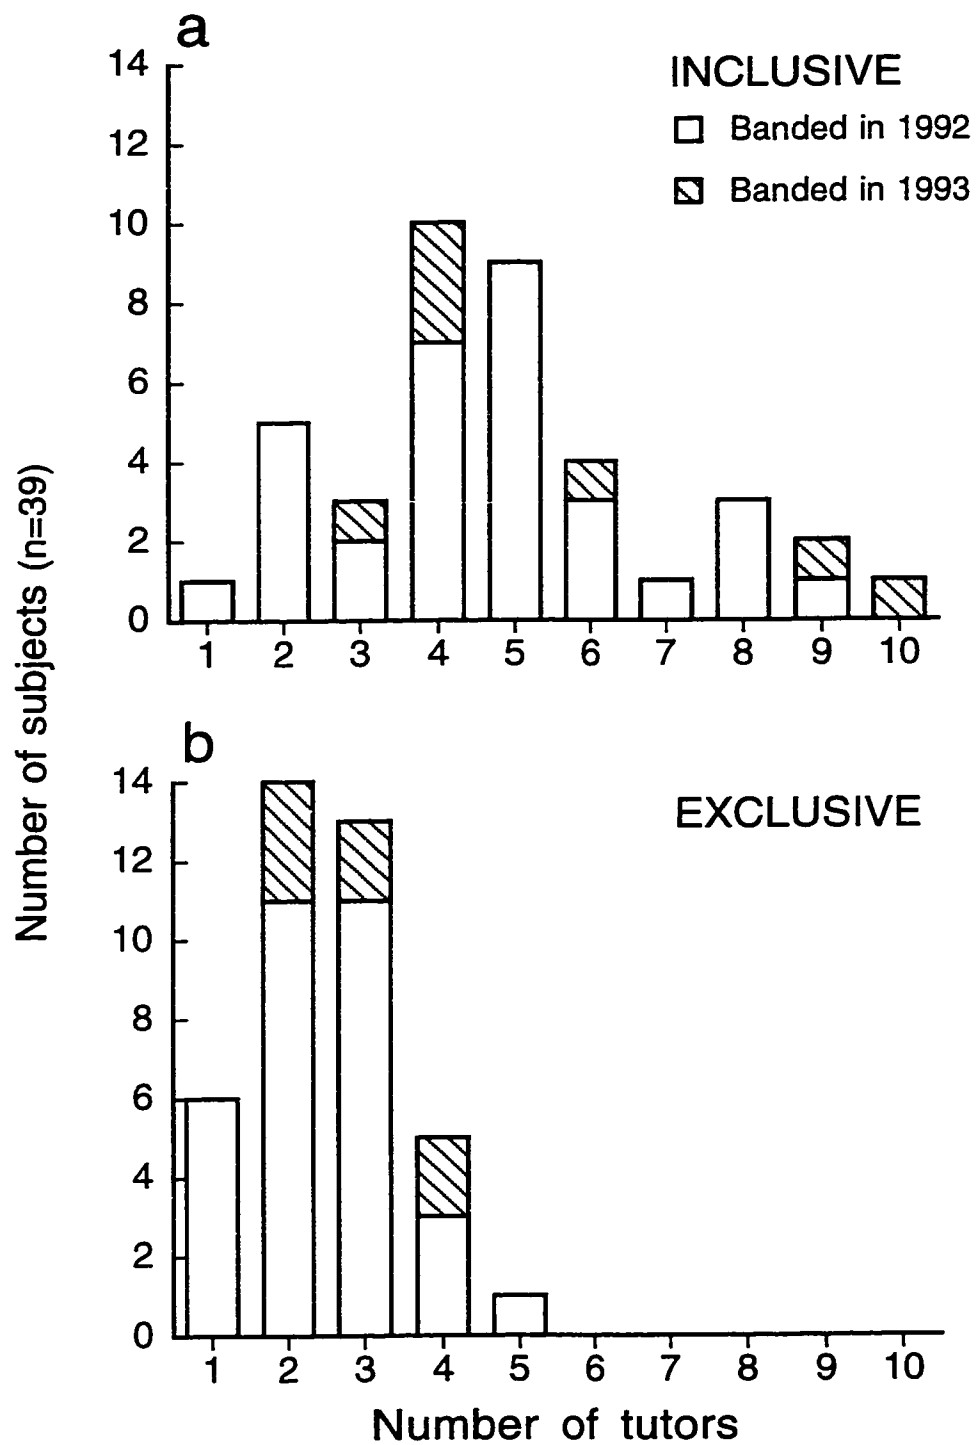 a
INCLUSIVE
Banded in 1992
Banded in 1993
14
12
10
8
6
4
2
0
1 2 3 4 5 6 7 8 9 10
Number of subjects (n=39)
b
EXCLUSIVE
14
12
10
8
6
4
2
0
1 2 3 4 5 6 7 8 9 10
Number of tutors